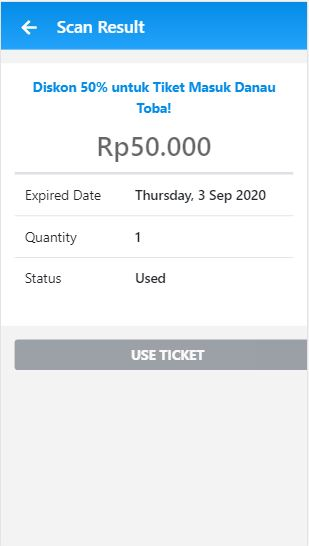 Scan Result
Diskon 50% untuk Tiket Masuk Danau
Toba!
Rp50.000
Expired Date Thursday, 3 Sep 2020
Quantity 1
Status Used
USE TICKET